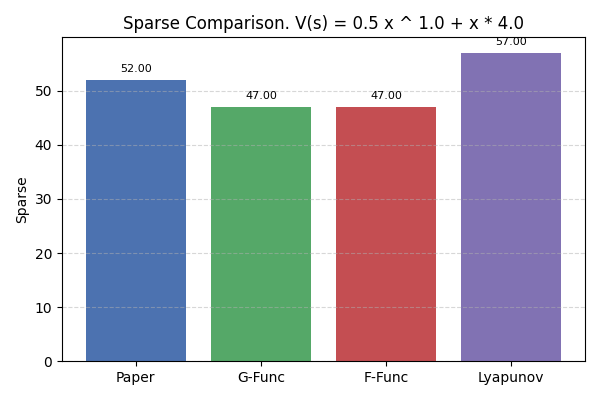 Sparse Comparison. V(s) = 0.5 x ^ 1.0 + x * 4.0
57.00
52.00
47.00
47.00
50
40
30
20
10
0
Sparse
Paper
G-Func
F-Func
Lyapunov